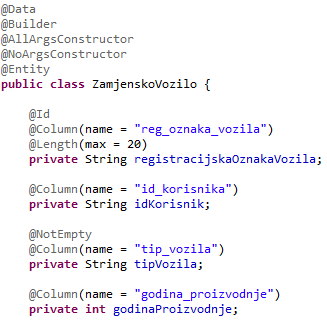 @Data
@Builder
@AllArgsConstructor
@NoArgsConstructor
@Entity
public class ZamjenskoVozilo {
@Id
@Column(name = "reg_oznaka_vozila")
@Length(max = 20)
private String registracijskaOznakaVozila;
@Column(name = "id_korisnika")
private String idKorisnik;
@NotEmpty
@Column(name = "tip_vozila")
private String tipVozila;
@Column(name = "godina_proizvodnje")
private int godinaProizvodnje;